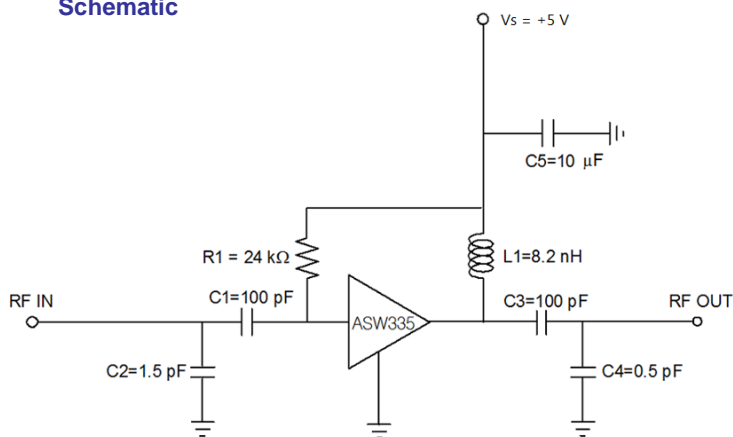 Schematic
Vs = +5 V
C5=10 μF
R1 = 24 kΩ
L1=8.2 nH
RF IN
C1=100 pF
C3=100 pF
RF OUT
ASW335
C2=1.5 pF
C4=0.5 pF